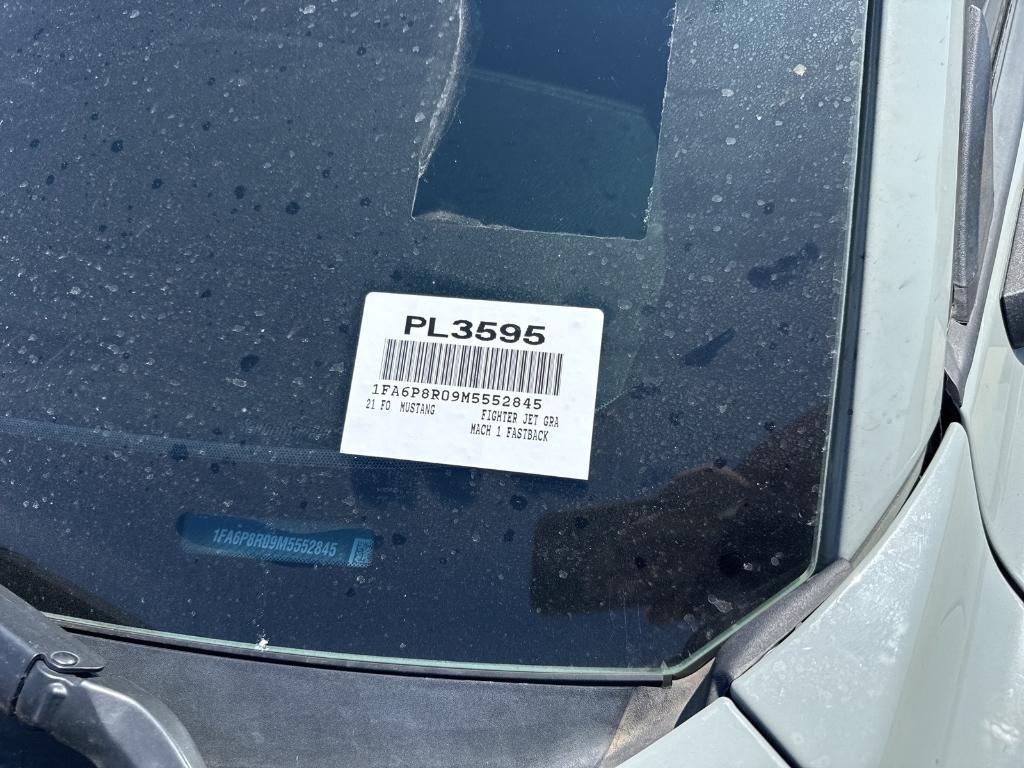 PL3595
1FA6P8R09M5552845
21 FO MUSTANG FIGHTER JET GRA
MACH 1 FASTBACK
1FA6P8R09M5552845